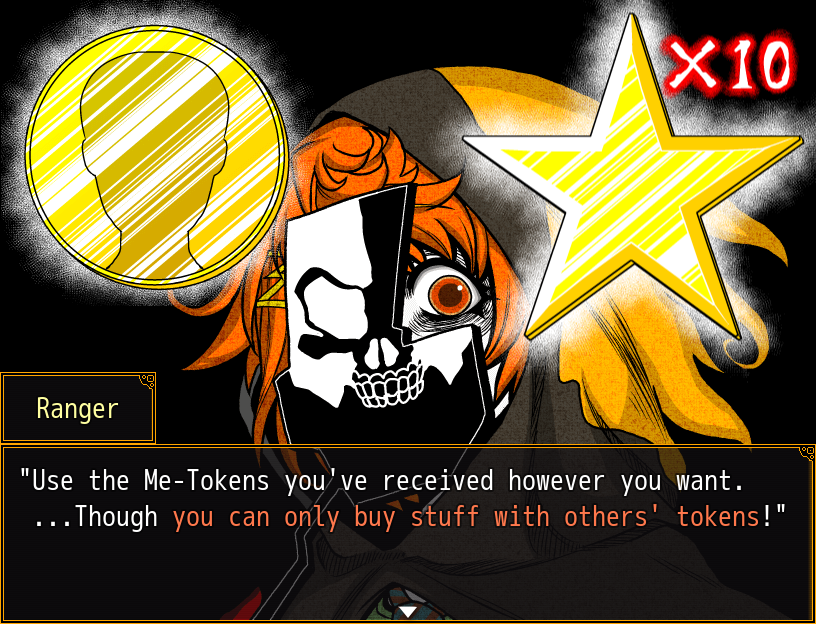 ×10
Ranger
"Use the Me-Tokens you've received however you want.
...Though you can only buy stuff with others' tokens!"